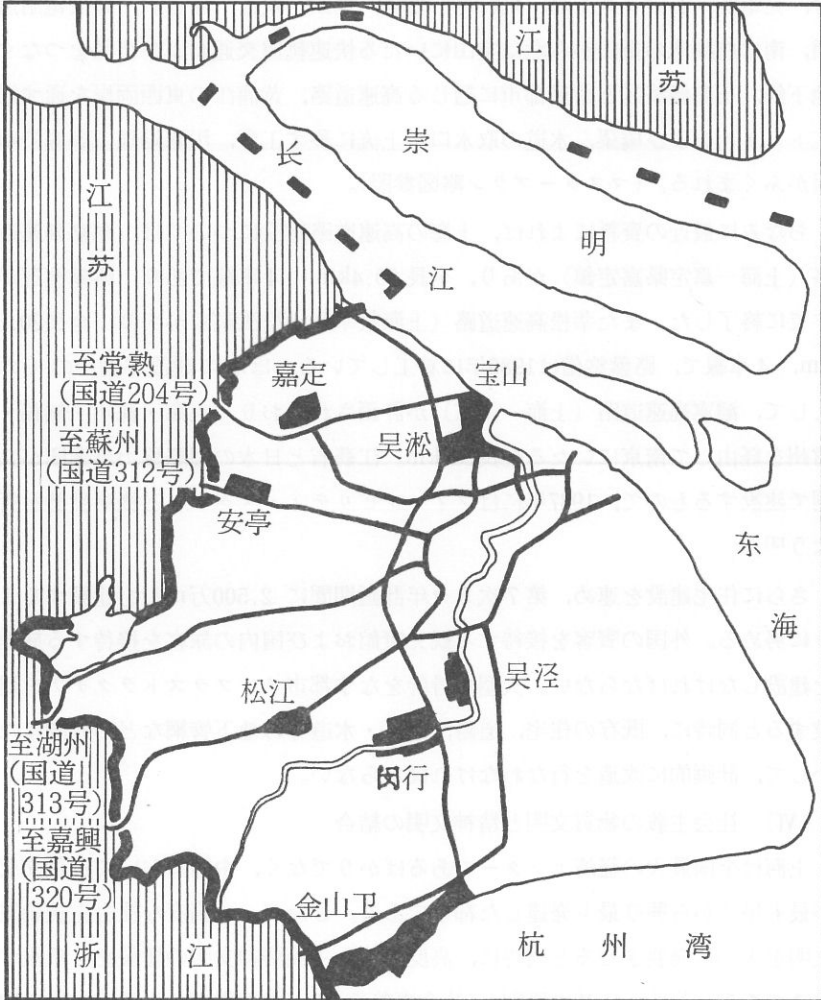 江苏
长江
崇明
江苏
至常熟
(国道204号)
嘉定
宝山
至蘇州
(国道312号)
吴淞
安亭
东海
松江
吴泾
至湖州
(国道
313号)
闵行
至嘉興
(国道
320号)
金山卫
杭州湾
浙江